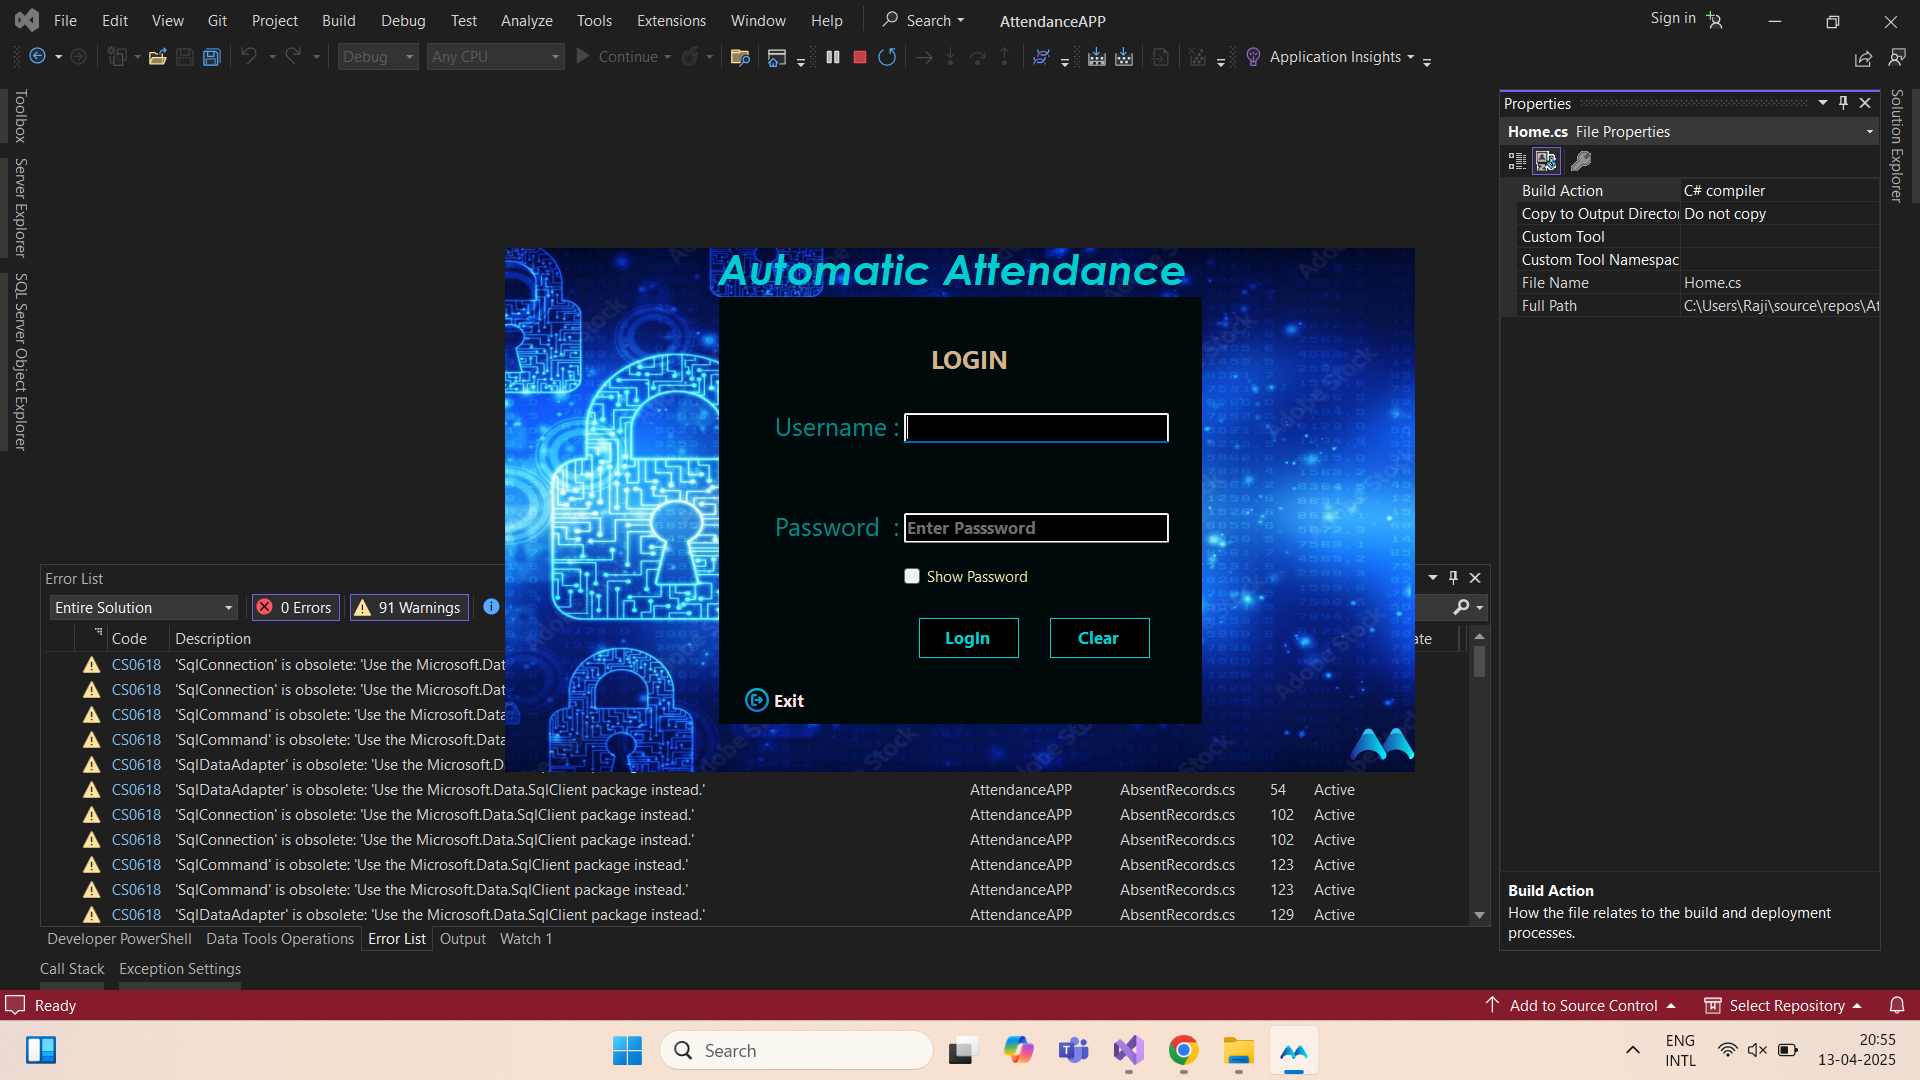 File Edit View Git Project Build Debug Test Analyze Tools Extensions Window Help Search AttendanceAPP Sign in
Debug Any CPU Continue Application Insights
Toolbox
Server Explorer
SQL Server Object Explorer
Automatic Attendance
LOGIN
Username :
Password :
Enter Passsword
Show Password
LogIn Clear
Exit
Adobe Stock
Properties
Home.cs File Properties
Build Action C# compiler
Copy to Output Director Do not copy
Custom Tool
Custom Tool Namespac
File Name Home.cs
Full Path C:\Users\Raji\source\repos\At
Build Action
How the file relates to the build and deployment
processes.
Solution Explorer
Error List
Entire Solution 0 Errors 91 Warnings
Code Description ate
CS0618 'SqlConnection' is obsolete: 'Use the Microsoft.Dat
CS0618 'SqlConnection' is obsolete: 'Use the Microsoft.Dat
CS0618 'SqlCommand' is obsolete: 'Use the Microsoft.Data
CS0618 'SqlCommand' is obsolete: 'Use the Microsoft.Data
CS0618 'SqlDataAdapter' is obsolete: 'Use the Microsoft.D
CS0618 'SqlDataAdapter' is obsolete: 'Use the Microsoft.Data.SqlClient package instead.' AttendanceAPP AbsentRecords.cs 54 Active
CS0618 'SqlConnection' is obsolete: 'Use the Microsoft.Data.SqlClient package instead.' AttendanceAPP AbsentRecords.cs 102 Active
CS0618 'SqlConnection' is obsolete: 'Use the Microsoft.Data.SqlClient package instead.' AttendanceAPP AbsentRecords.cs 102 Active
CS0618 'SqlCommand' is obsolete: 'Use the Microsoft.Data.SqlClient package instead.' AttendanceAPP AbsentRecords.cs 123 Active
CS0618 'SqlCommand' is obsolete: 'Use the Microsoft.Data.SqlClient package instead.' AttendanceAPP AbsentRecords.cs 123 Active
CS0618 'SqlDataAdapter' is obsolete: 'Use the Microsoft.Data.SqlClient package instead.' AttendanceAPP AbsentRecords.cs 129 Active
Developer PowerShell Data Tools Operations Error List Output Watch 1
Call Stack Exception Settings
Ready Add to Source Control Select Repository
Search ENG 20:55
INTL 13-04-2025